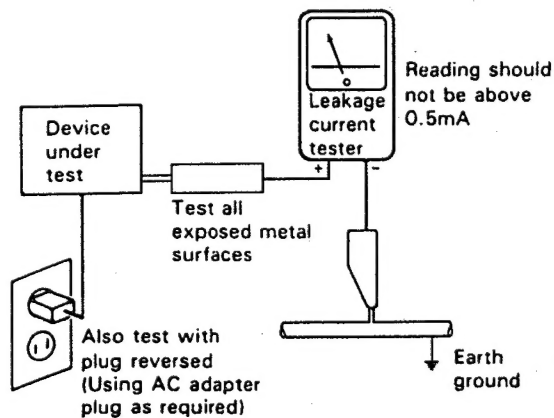 Device
under
test
Leakage
current
tester
+ -
Reading should
not be above
0.5mA
Test all
exposed metal
surfaces
Also test with
plug reversed
(Using AC adapter
plug as required)
Earth
ground